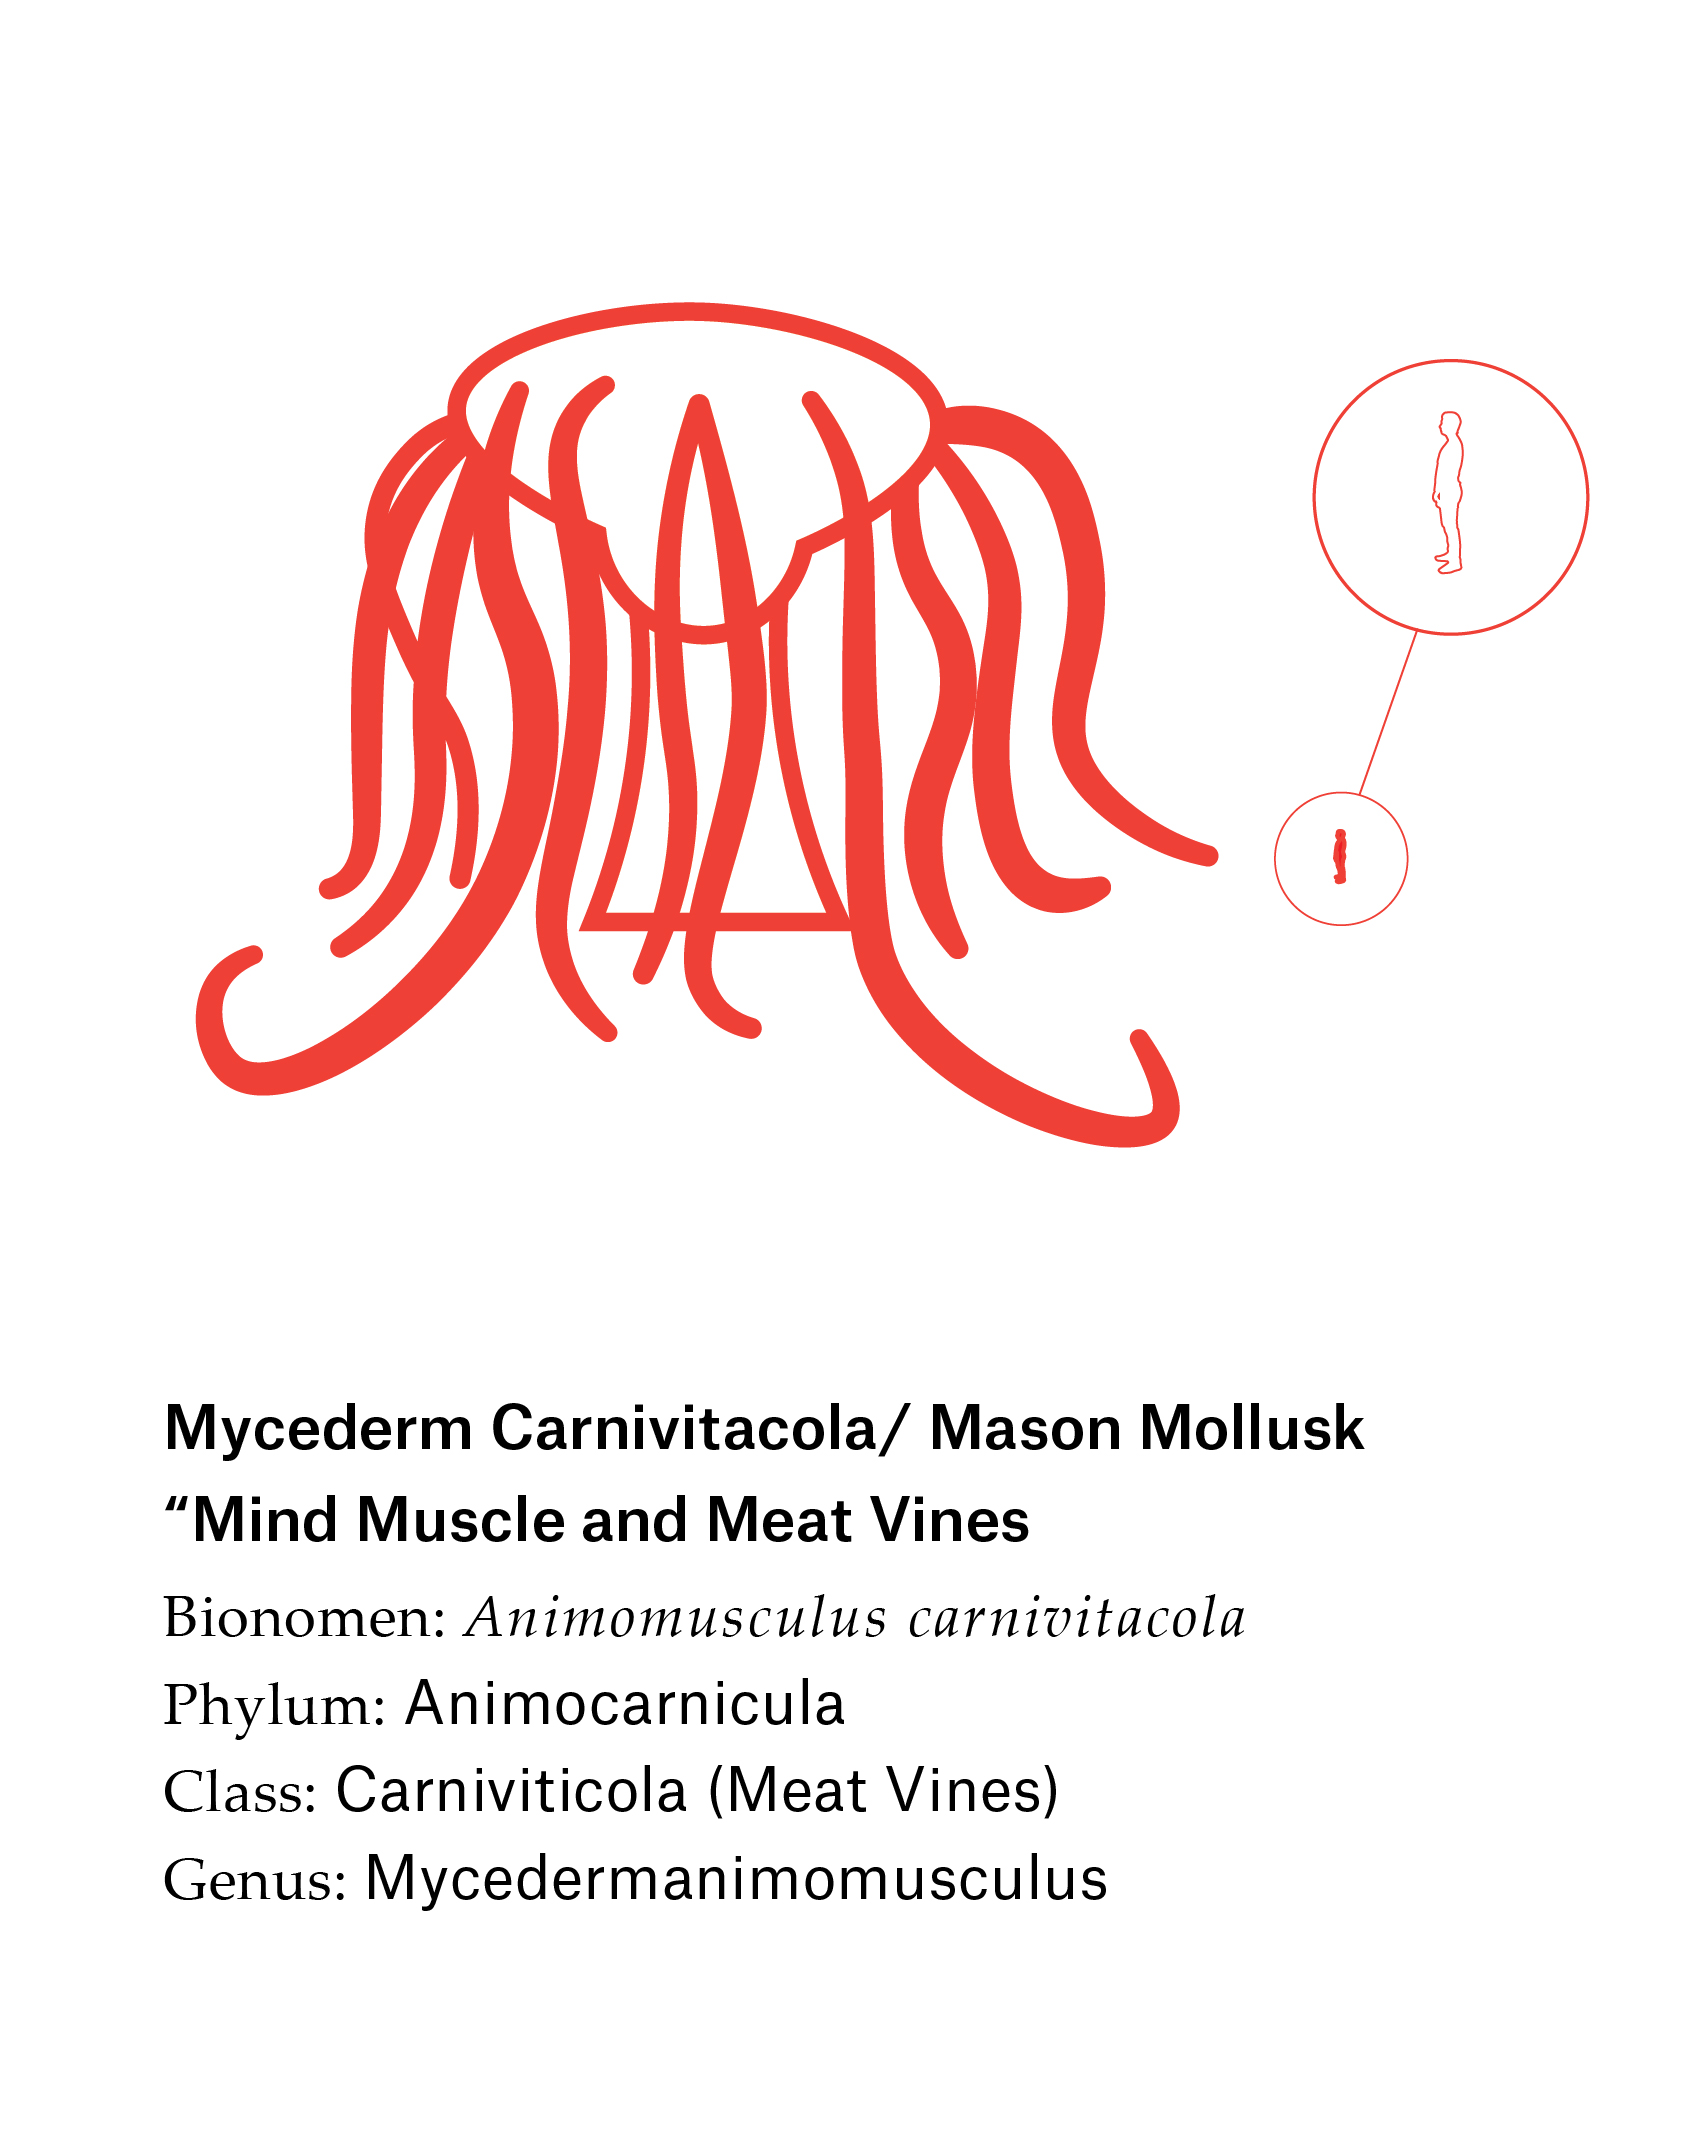 Mycederm Carnivitacola/ Mason Mollusk
“Mind Muscle and Meat Vines
Bionomen: Animomusculus carnivitacola
Phylum: Animocarnicula
Class: Carniviticola (Meat Vines)
Genus: Mycedermanimomusculus